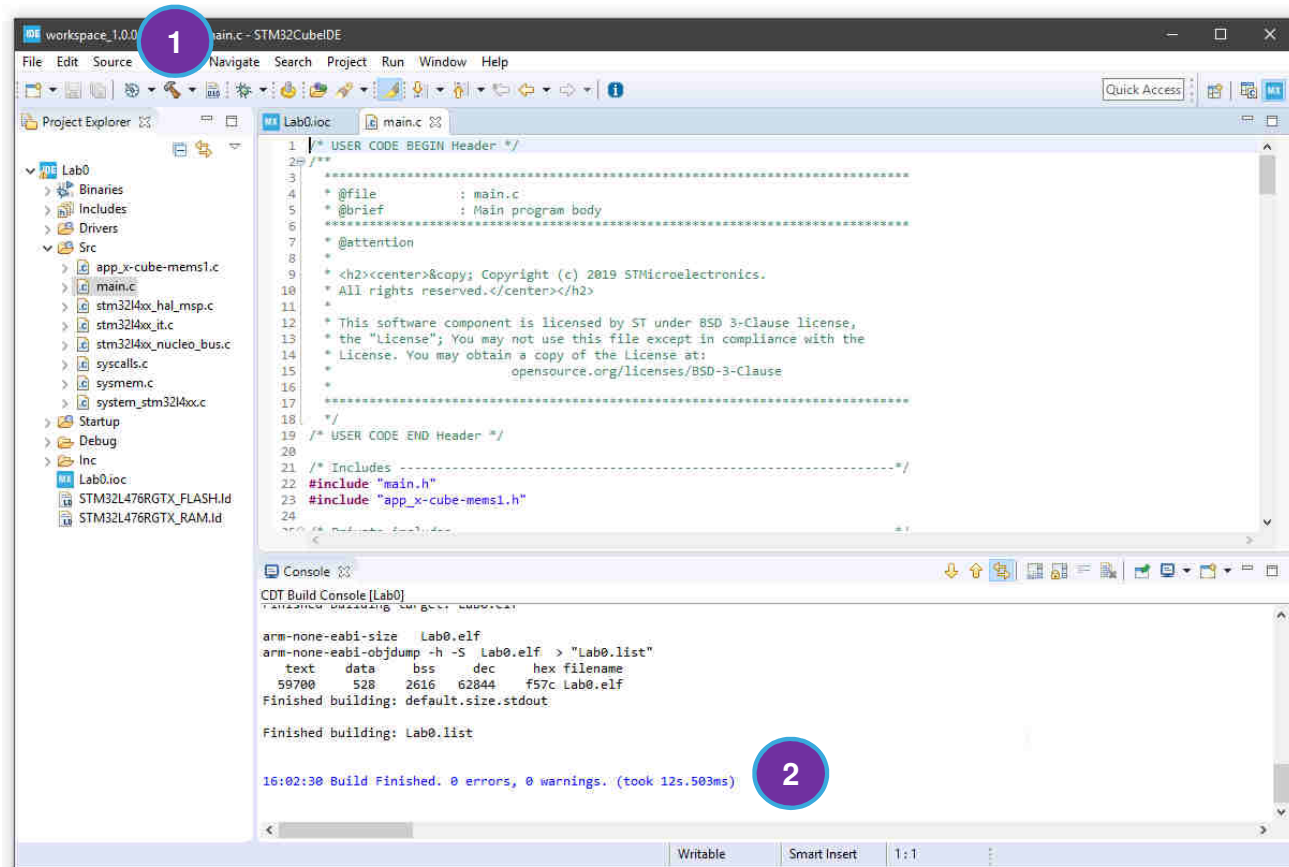 workspace_1.0.0 1 ain.c - STM32CubeIDE
File Edit Source Navigate Search Project Run Window Help
Quick Access
Project Explorer
Lab0
Binaries
Includes
Drivers
Src
app_x-cube-mems1.c
main.c
stm32l4xx_hal_msp.c
stm32l4xx_it.c
stm32l4xx_nucleo_bus.c
syscalls.c
sysmem.c
system_stm32l4xx.c
Startup
Debug
Inc
Lab0.ioc
STM32L476RGTX_FLASH.ld
STM32L476RGTX_RAM.ld
Lab0.ioc main.c
1 /* USER CODE BEGIN Header */
2 /**
3 ******************************************************************************
4 * @file : main.c
5 * @brief : Main program body
6 ******************************************************************************
7 * @attention
8 *
9 * <h2><center>&copy; Copyright (c) 2019 STMicroelectronics.
10 * All rights reserved.</center></h2>
11 *
12 * This software component is licensed by ST under BSD 3-Clause license,
13 * the "License"; You may not use this file except in compliance with the
14 * License. You may obtain a copy of the License at:
15 * opensource.org/licenses/BSD-3-Clause
16 *
17 ******************************************************************************
18 */
19 /* USER CODE END Header */
20
21 /* Includes ------------------------------------------------------------------*/
22 #include "main.h"
23 #include "app_x-cube-mems1.h"
24
Console
CDT Build Console [Lab0]
Finished building target: Lab0.elf
arm-none-eabi-size Lab0.elf
arm-none-eabi-objdump -h -S Lab0.elf > "Lab0.list"
text data bss dec hex filename
59700 528 2616 62844 f57c Lab0.elf
Finished building: default.size.stdout
Finished building: Lab0.list
16:02:30 Build Finished. 0 errors, 0 warnings. (took 12s.503ms)
2
Writable Smart Insert 1 : 1